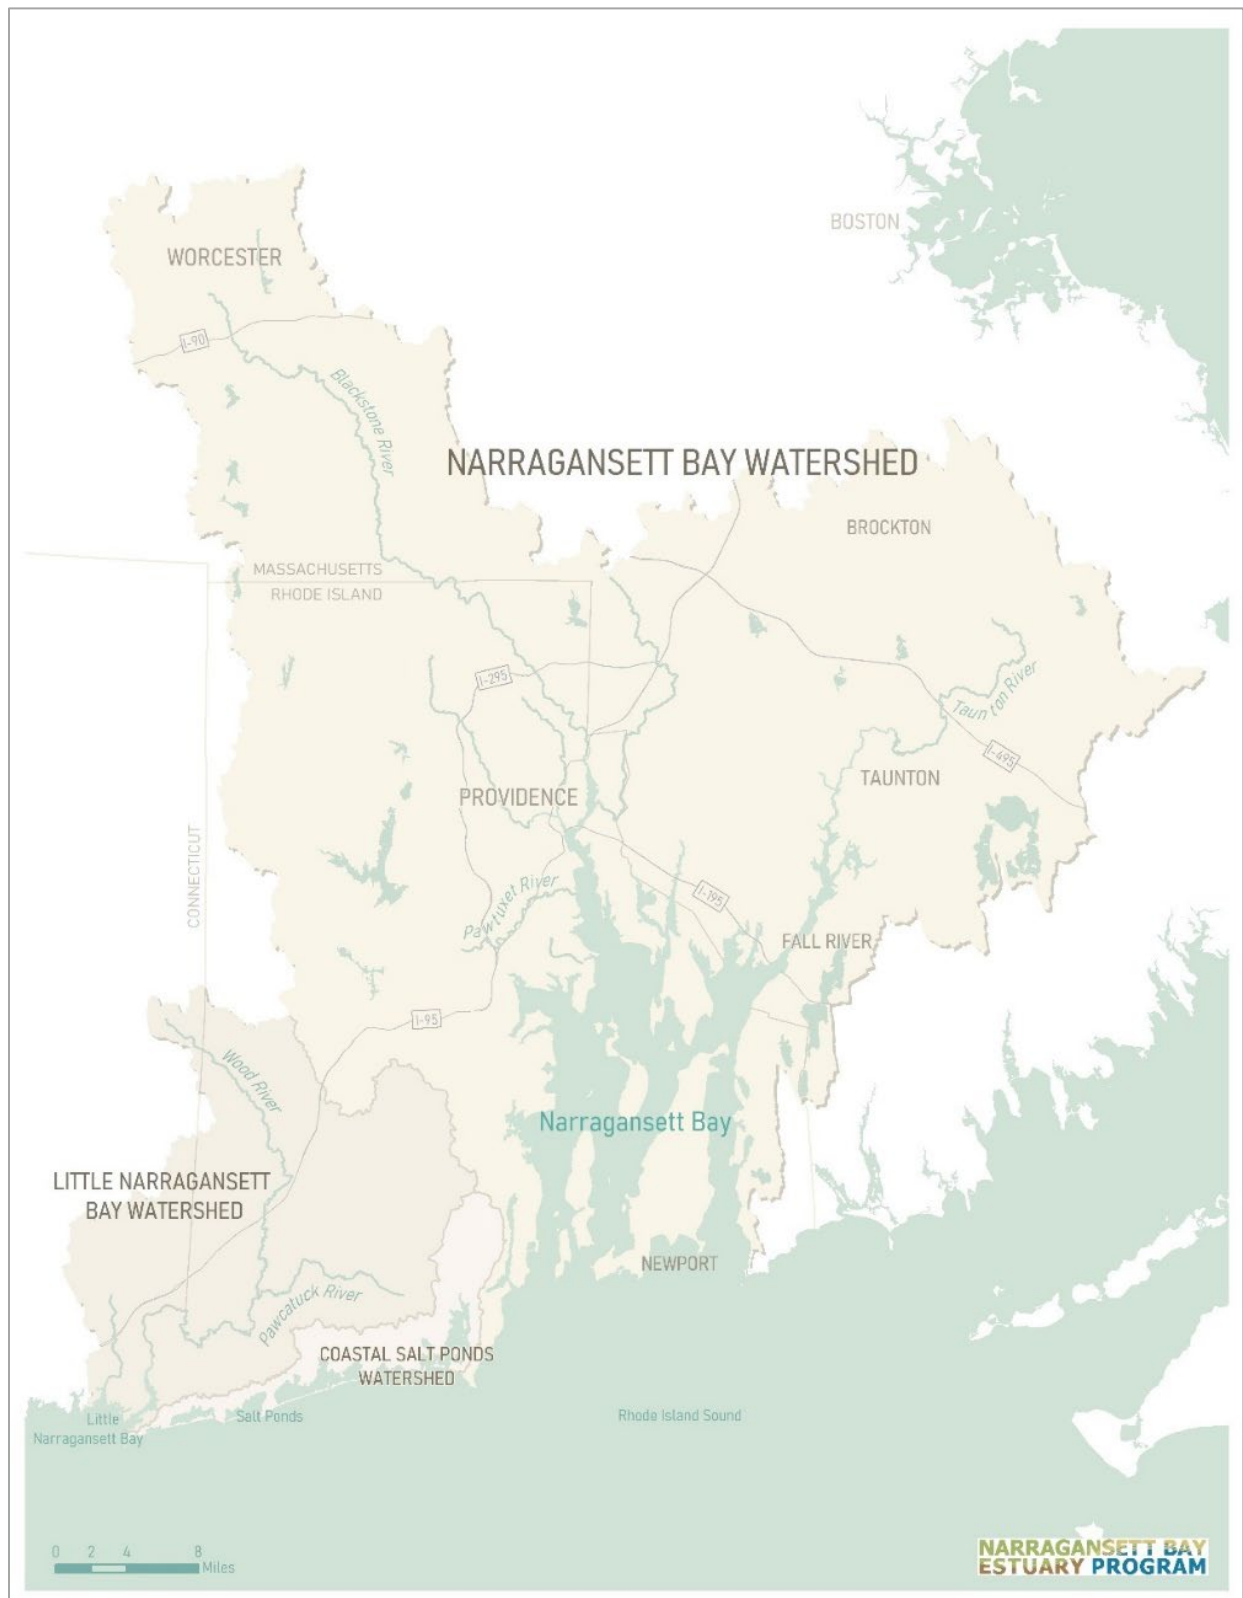 BOSTON
WORCESTER
I-90
Blackstone River
NARRAGANSETT BAY WATERSHED
BROCKTON
MASSACHUSETTS
RHODE ISLAND
I-295
Taunton River
I-495
TAUNTON
PROVIDENCE
CONNECTICUT
Pawtuxet River
I-195
FALL RIVER
I-95
Wood River
Narragansett Bay
LITTLE NARRAGANSETT
BAY WATERSHED
NEWPORT
Pawcatuck River
COASTAL SALT PONDS
WATERSHED
Little
Narragansett Bay
Salt Ponds
Rhode Island Sound
0 2 4 8
Miles
NARRAGANSETT BAY
ESTUARY PROGRAM